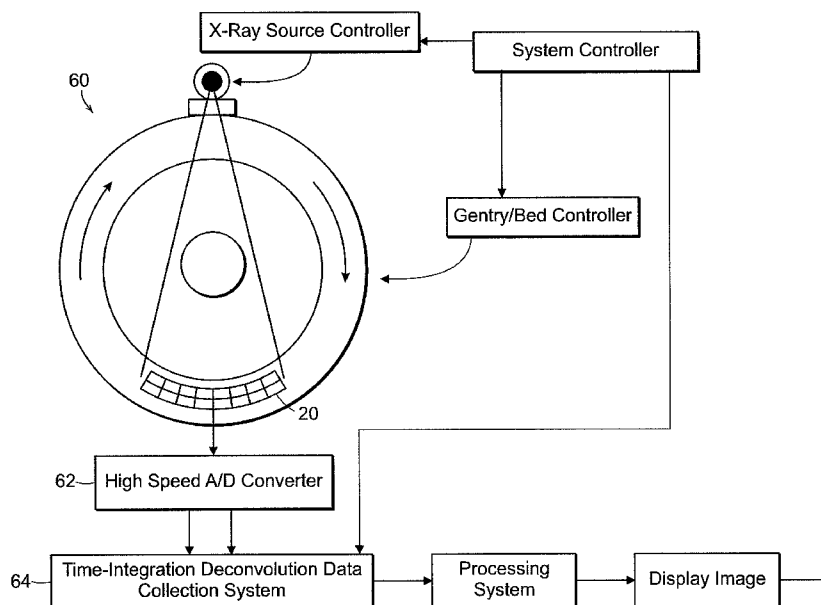 X-Ray Source Controller
System Controller
60
Gentry/Bed Controller
20
62
High Speed A/D Converter
64
Time-Integration Deconvolution Data
Collection System
Processing
System
Display Image